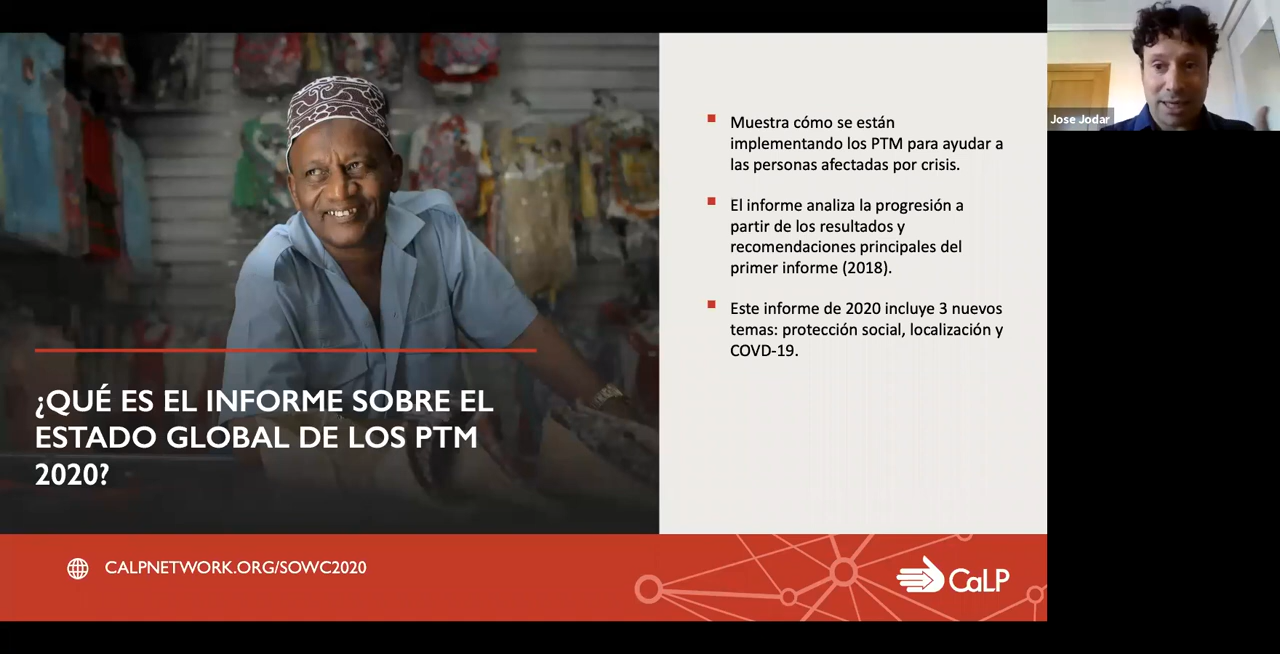 ¿QUÉ ES EL INFORME SOBRE EL
ESTADO GLOBAL DE LOS PTM
2020?
Muestra cómo se están
implementando los PTM para ayudar a
las personas afectadas por crisis.
El informe analiza la progresión a
partir de los resultados y
recomendaciones principales del
primer informe (2018).
Este informe de 2020 incluye 3 nuevos
temas: protección social, localización y
COVD-19.
CALPNETWORK.ORG/SOWC2020
CaLP
Jose Jodar